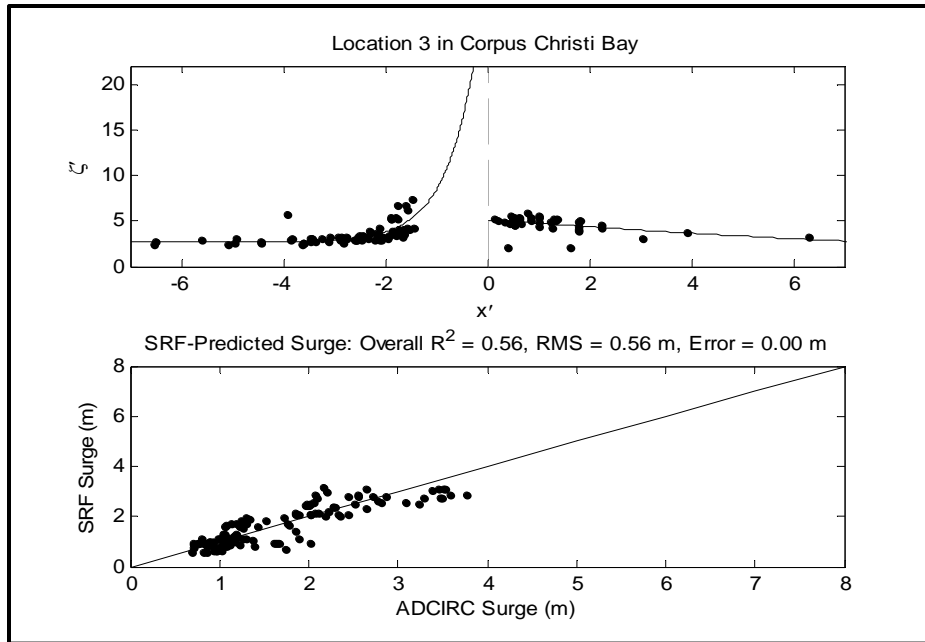 Location 3 in Corpus Christi Bay
20
15
10
5
0
ζ′
-6 -4 -2 0 2 4 6
x′
SRF-Predicted Surge: Overall R² = 0.56, RMS = 0.56 m, Error = 0.00 m
8
6
4
2
0
SRF Surge (m)
0 1 2 3 4 5 6 7 8
ADCIRC Surge (m)